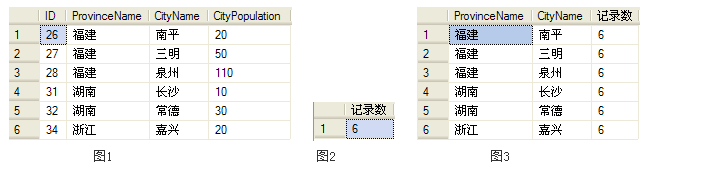 ID ProvinceName CityName CityPopulation
1 26 福建 南平 20
2 27 福建 三明 50
3 28 福建 泉州 110
4 31 湖南 长沙 10
5 32 湖南 常德 30
6 34 浙江 嘉兴 20
图1
记录数
1 6
图2
ProvinceName CityName 记录数
1 福建 南平 6
2 福建 三明 6
3 福建 泉州 6
4 湖南 长沙 6
5 湖南 常德 6
6 浙江 嘉兴 6
图3